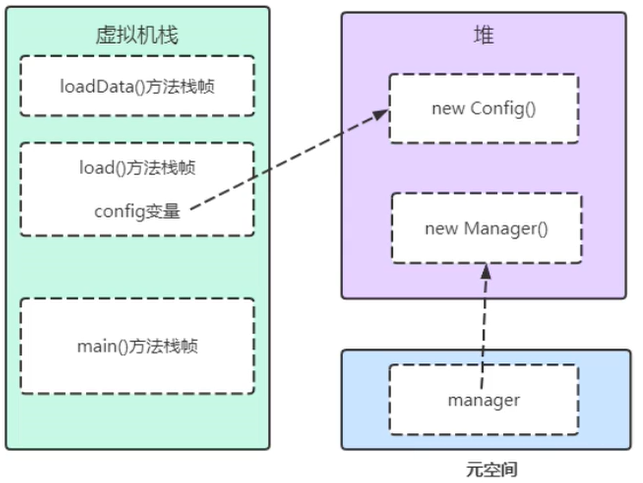 虚拟机栈
loadData()方法栈帧
load()方法栈帧
config变量
main()方法栈帧
堆
new Config()
new Manager()
manager
元空间